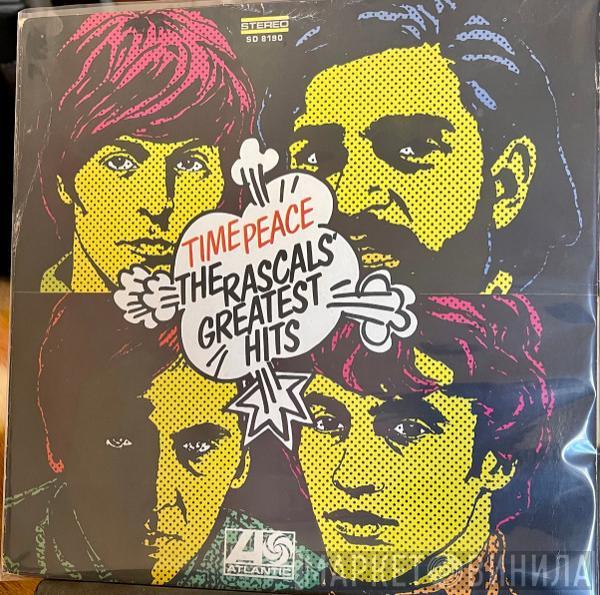 STEREO
SD 8190
TIME PEACE
THE RASCALS'
GREATEST
HITS
ATLANTIC
МАРКЕТ ВИНИЛА